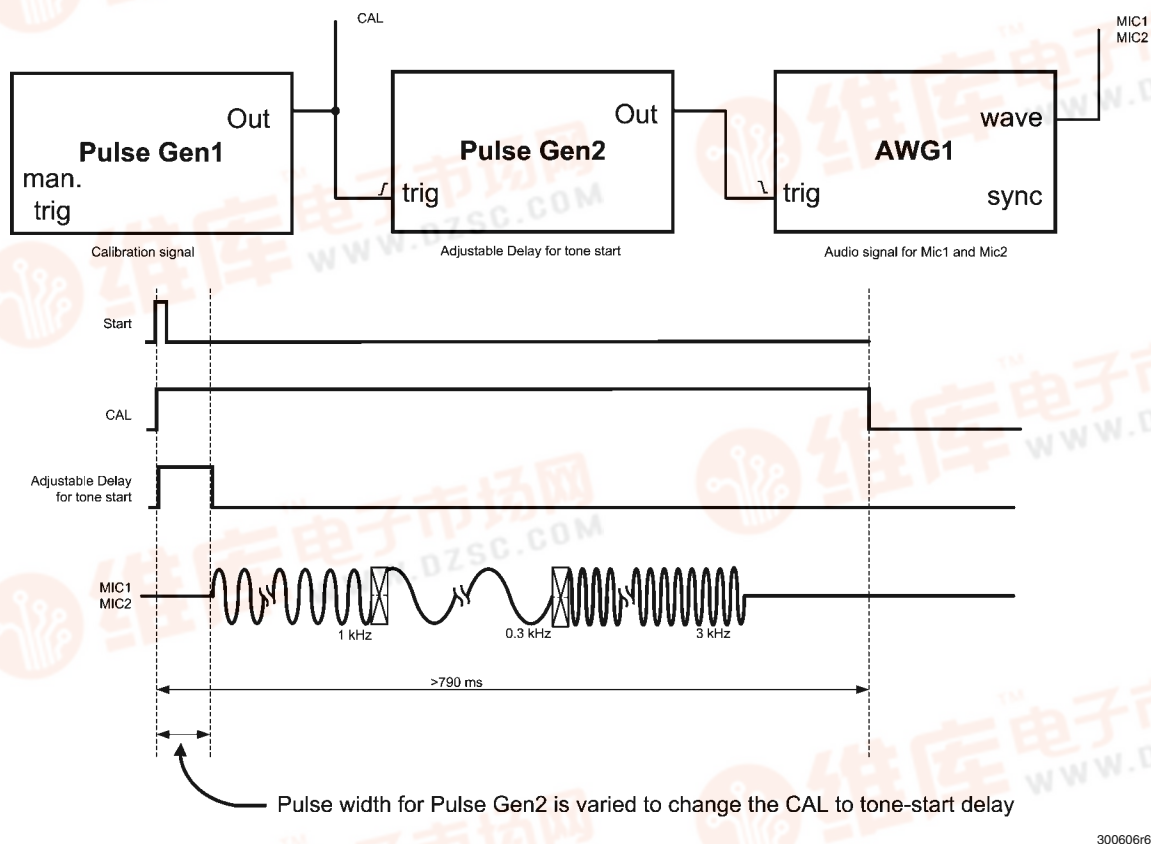 CAL
MIC1
MIC2
Out
Pulse Gen1
man.
trig
Out
Pulse Gen2
trig
wave
AWG1
trig
sync
Calibration signal
Adjustable Delay for tone start
Audio signal for Mic1 and Mic2
Start
CAL
Adjustable Delay
for tone start
MIC1
MIC2
1 kHz
0.3 kHz
3 kHz
>790 ms
Pulse width for Pulse Gen2 is varied to change the CAL to tone-start delay
300606r6
维库电子市场网
WWW.DZSC.COM
TM